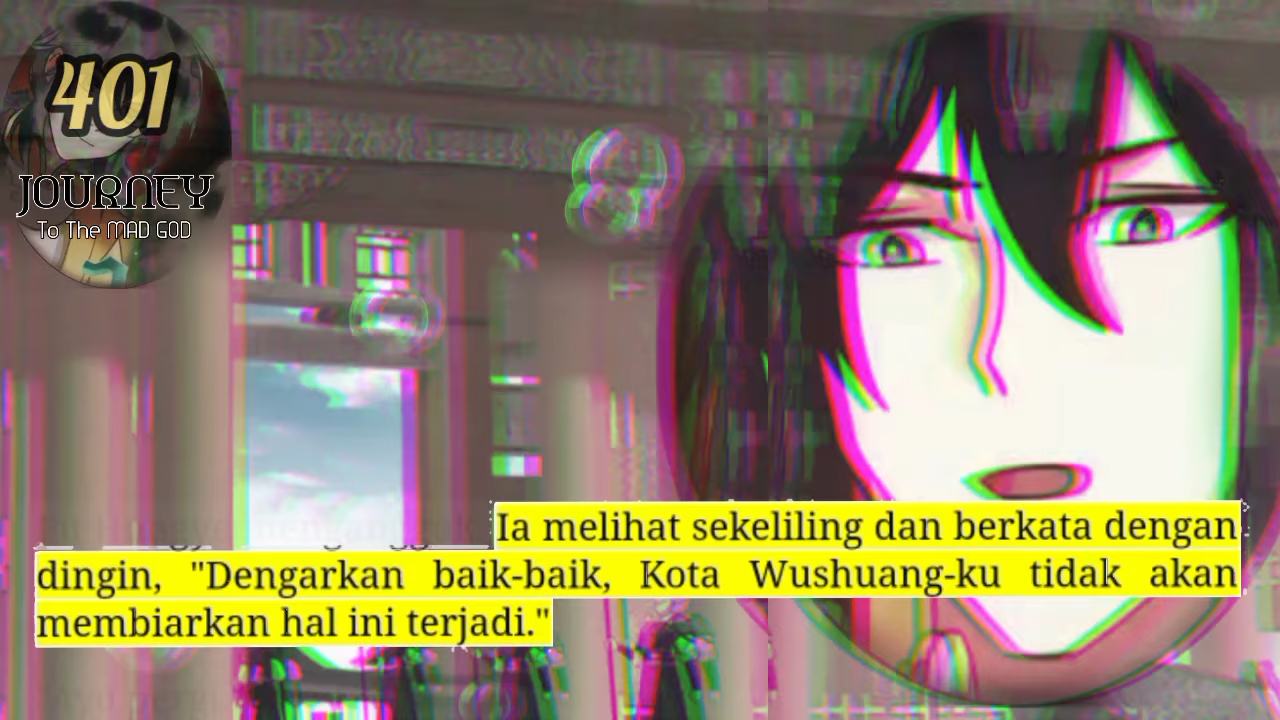 401
JOURNEY
To The MAD GOD
Ia melihat sekeliling dan berkata dengan
dingin, "Dengarkan baik-baik, Kota Wushuang-ku tidak akan
membiarkan hal ini terjadi."